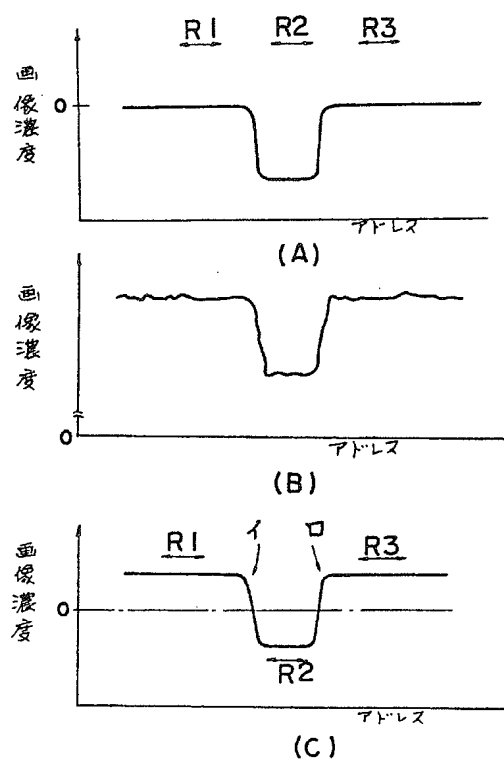 R1 R2 R3
画像濃度
0
アドレス
(A)
画像濃度
0
アドレス
(B)
R1 イ ロ R3
画像濃度
0
R2
アドレス
(C)